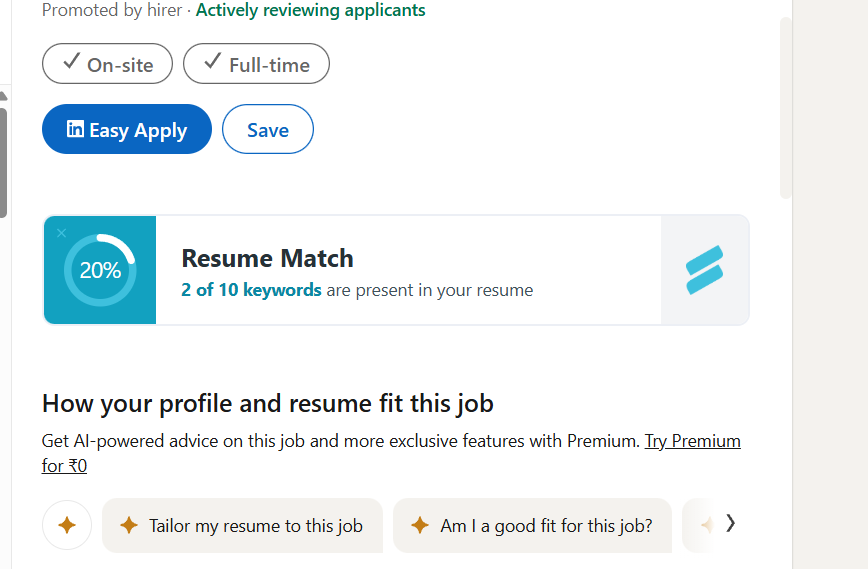 Promoted by hirer · Actively reviewing applicants
On-site Full-time
in Easy Apply Save
20%
Resume Match
2 of 10 keywords are present in your resume
How your profile and resume fit this job
Get AI-powered advice on this job and more exclusive features with Premium. Try Premium
for ₹0
Tailor my resume to this job Am I a good fit for this job?